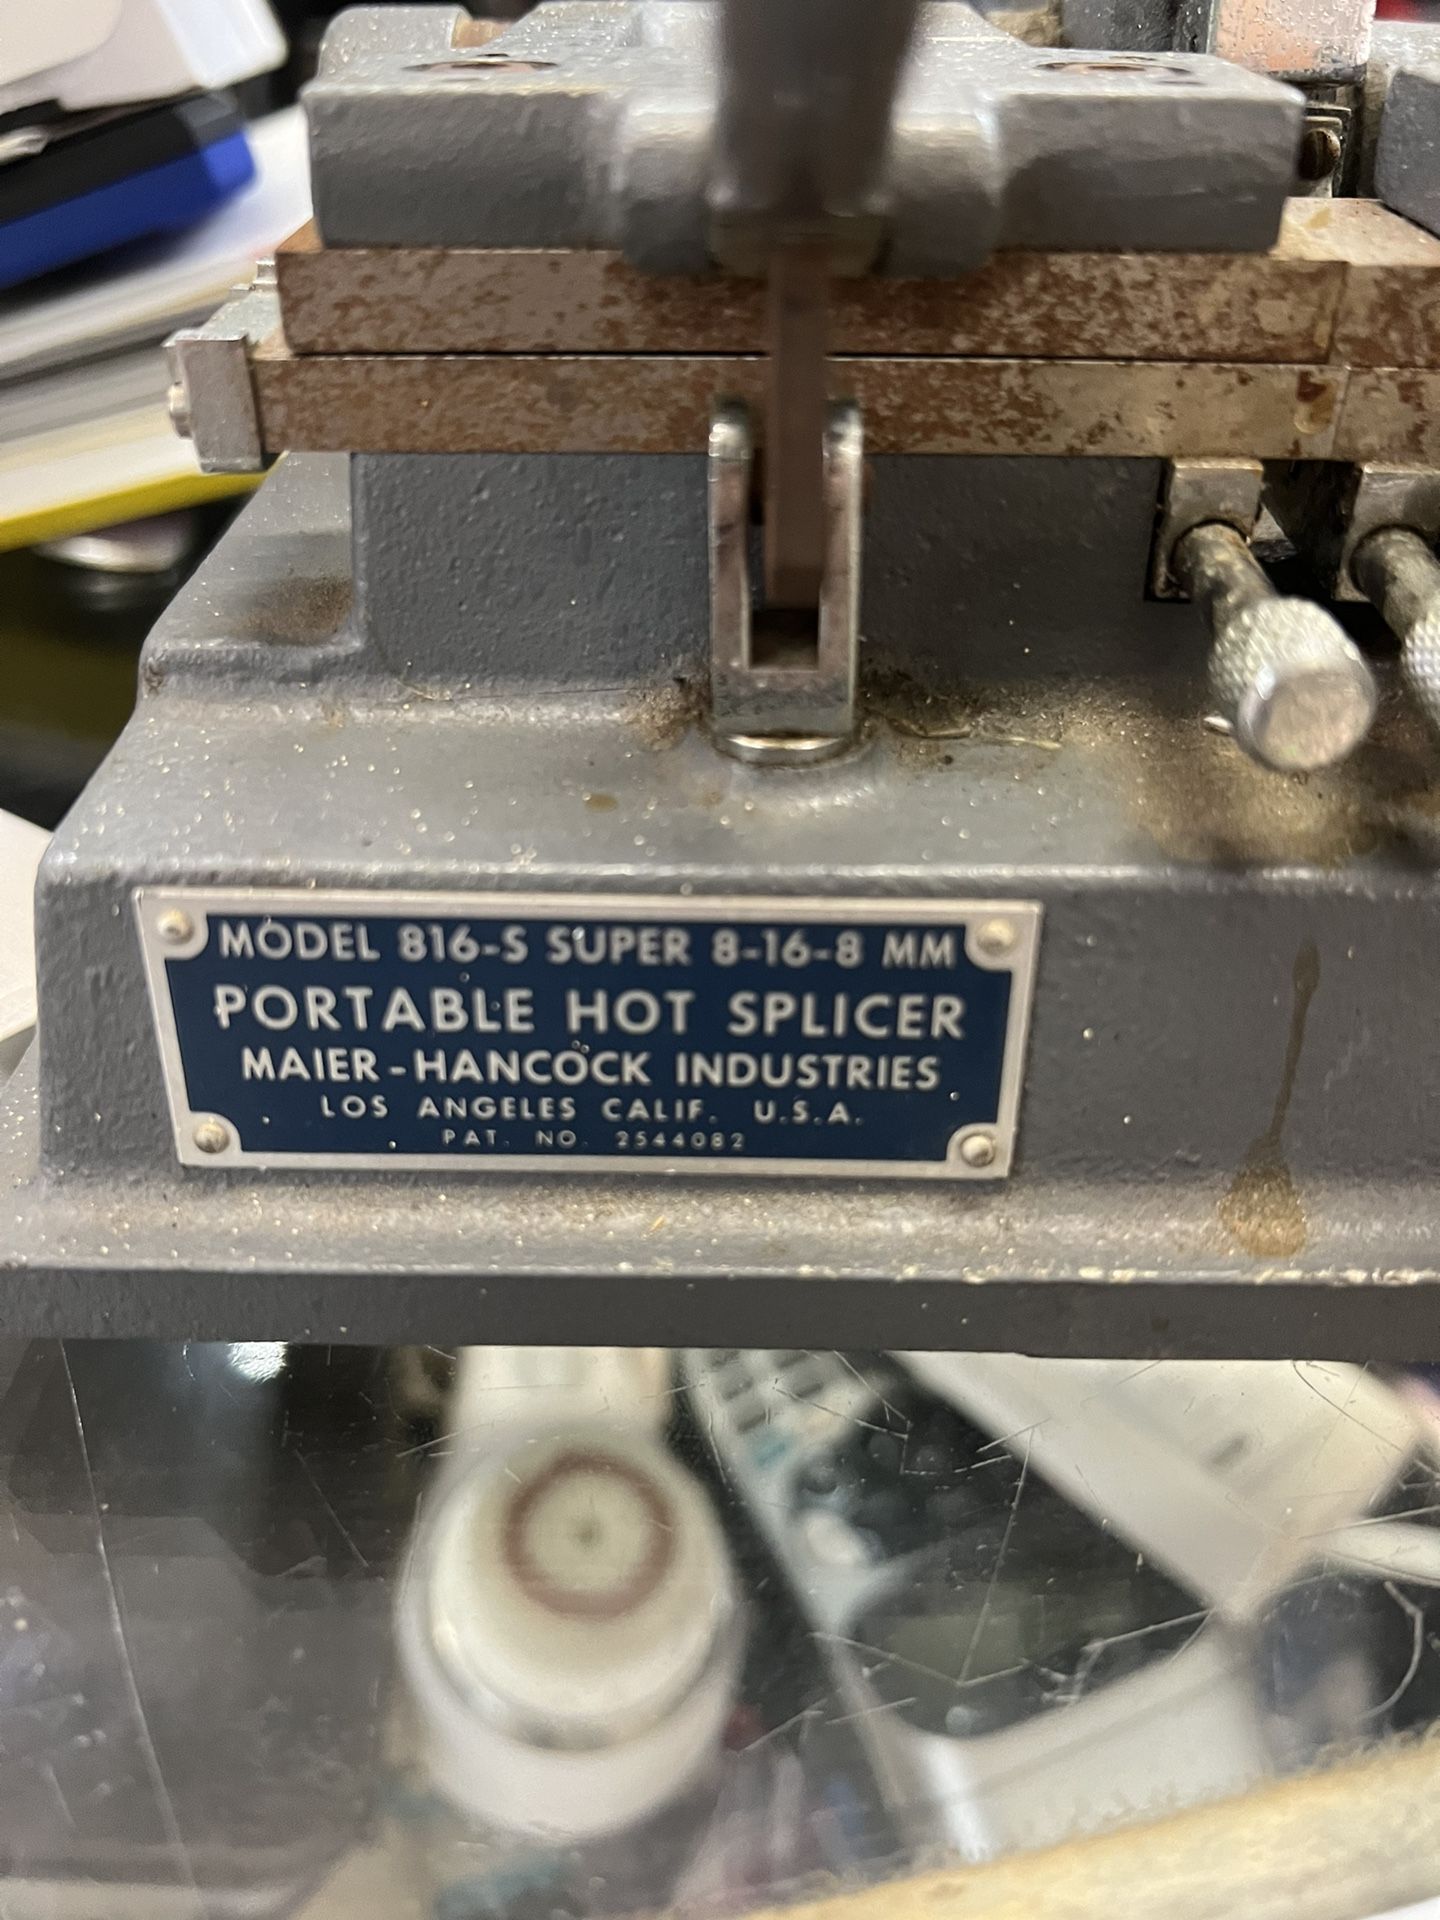 MODEL 816-S SUPER 8-16-8 MM
PORTABLE HOT SPLICER
MAIER-HANCOCK INDUSTRIES
LOS ANGELES CALIF. U.S.A.
PAT. NO. 2544082